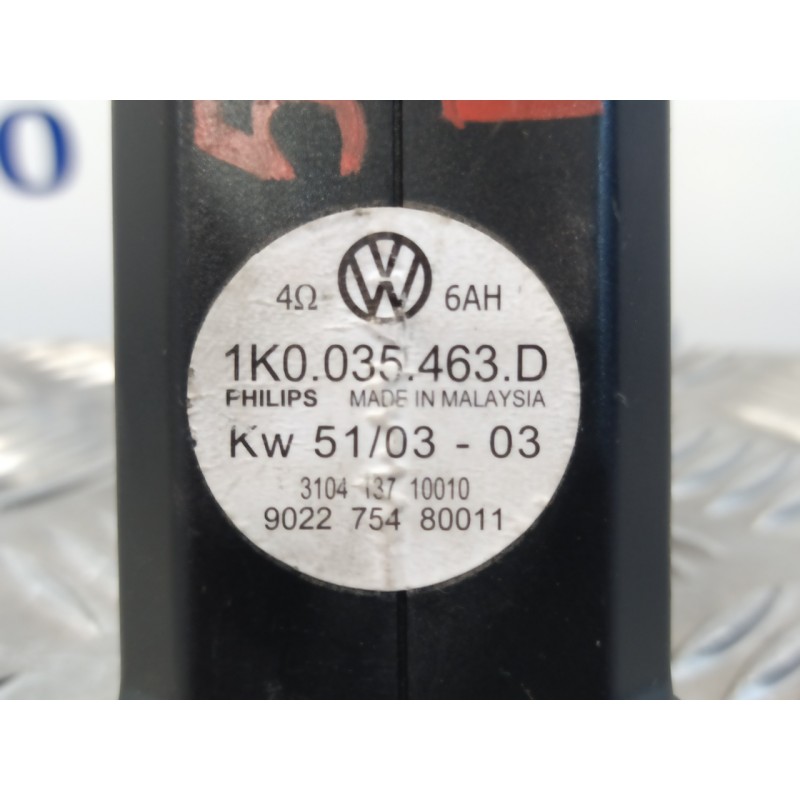 O
5
4Ω 6AH
1K0.035.463.D
PHILIPS MADE IN MALAYSIA
Kw 51/03 - 03
3104 137 10010
9022 754 80011